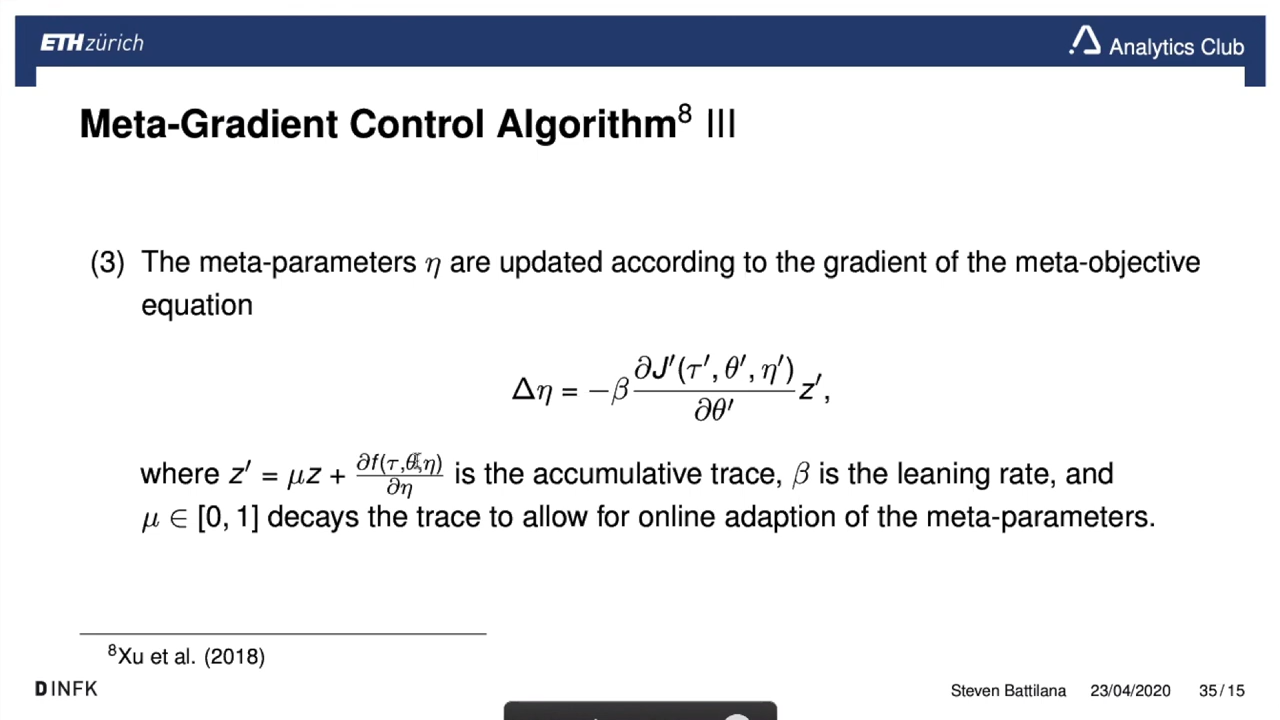 ETH zürich
Analytics Club
Meta-Gradient Control Algorithm⁸ III
(3) The meta-parameters η are updated according to the gradient of the meta-objective
equation
Δη = −β ∂J′(τ′, θ′, η′)/∂θ′ z′,
where z′ = μz + ∂f(τ,θ,η)/∂η is the accumulative trace, β is the leaning rate, and
μ ∈ [0, 1] decays the trace to allow for online adaption of the meta-parameters.
⁸Xu et al. (2018)
D INFK
Steven Battilana 23/04/2020 35/15